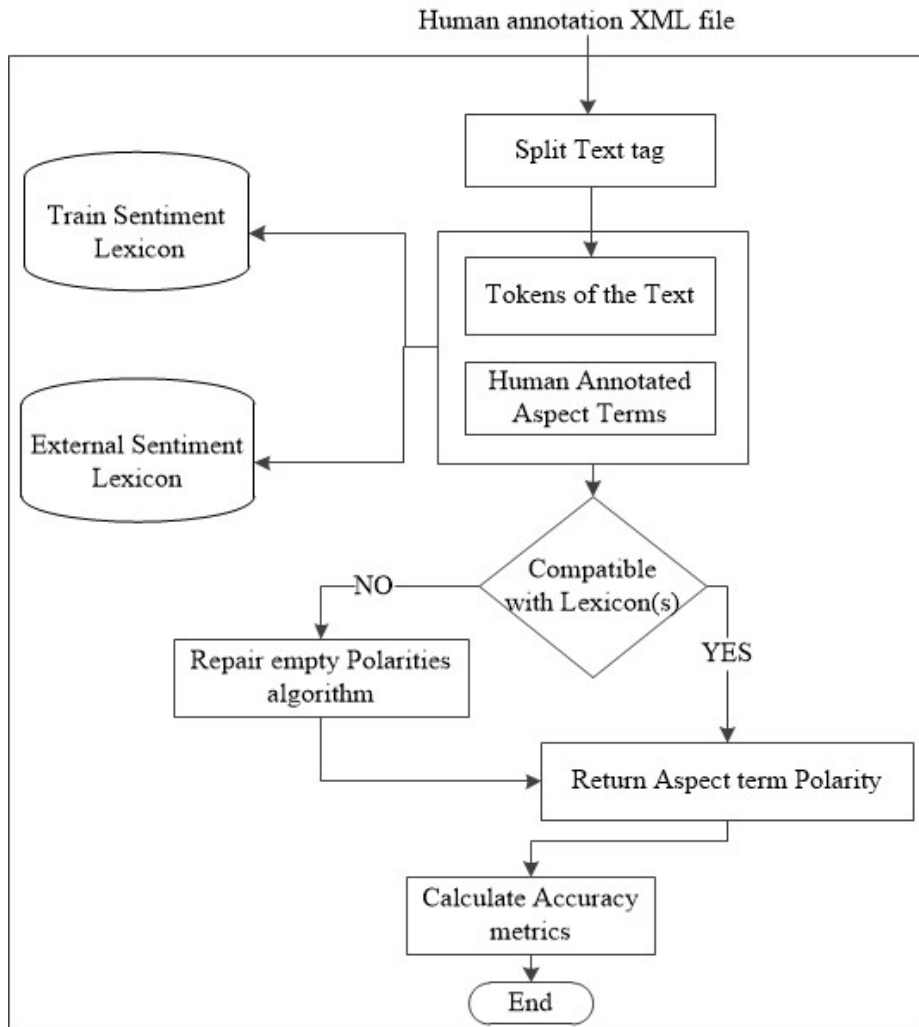 Human annotation XML file
Split Text tag
Train Sentiment
Lexicon
Tokens of the Text
Human Annotated
Aspect Terms
External Sentiment
Lexicon
Compatible
with Lexicon(s)
NO
YES
Repair empty Polarities
algorithm
Return Aspect term Polarity
Calculate Accuracy
metrics
End